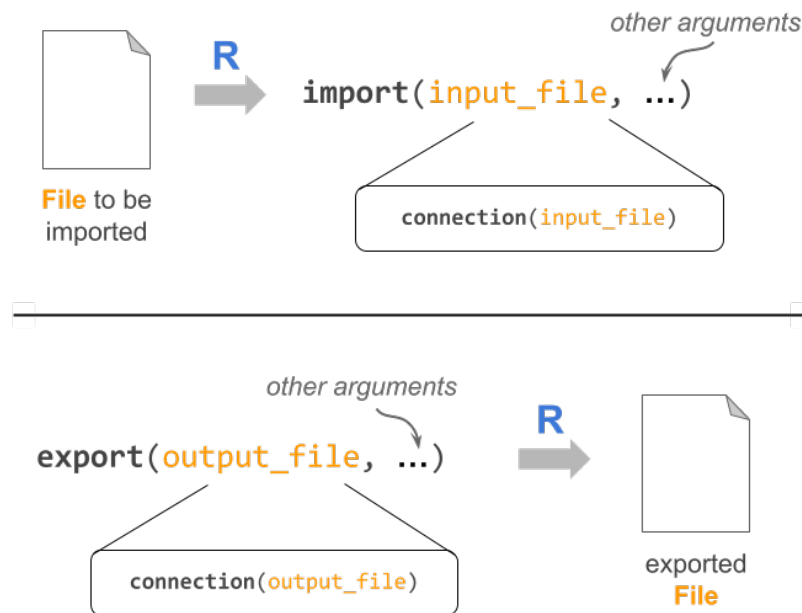 other arguments
R
import(input_file, ...)
File to be
imported
connection(input_file)
other arguments
R
export(output_file, ...)
connection(output_file)
exported
File